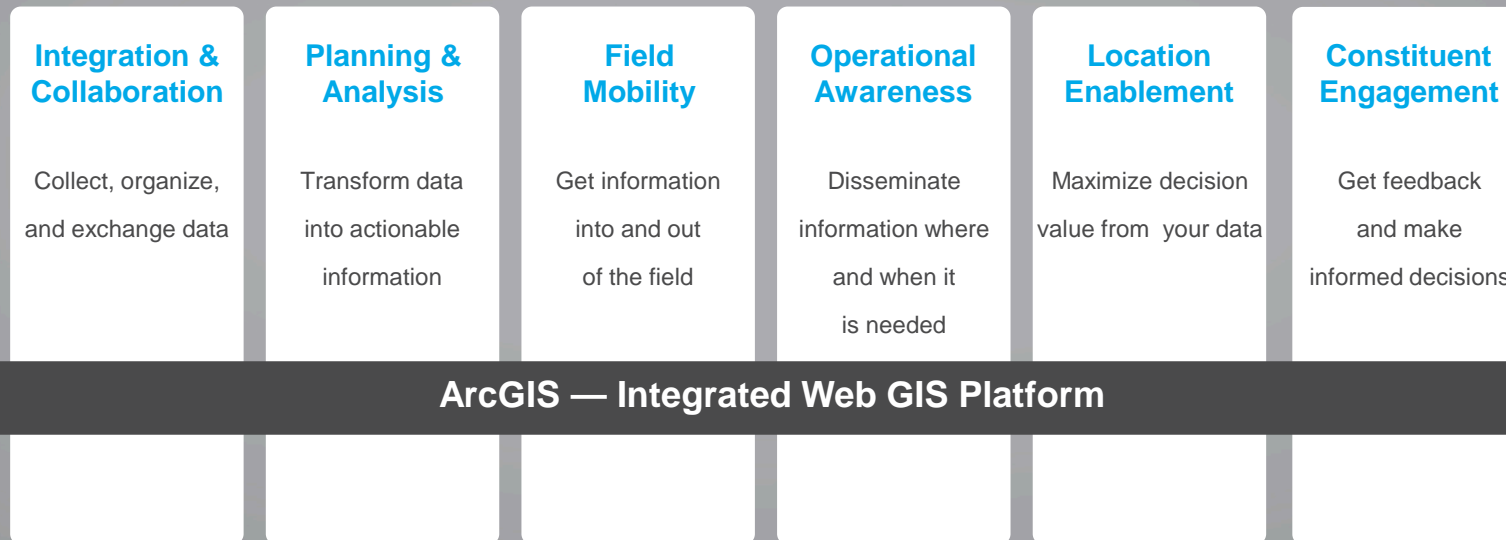 Integration &
Collaboration
Collect, organize,
and exchange data
Planning &
Analysis
Transform data
into actionable
information
Field
Mobility
Get information
into and out
of the field
Operational
Awareness
Disseminate
information where
and when it
is needed
Location
Enablement
Maximize decision
value from  your data
Constituent
Engagement
Get feedback
and make
informed decisions
ArcGIS — Integrated Web GIS Platform